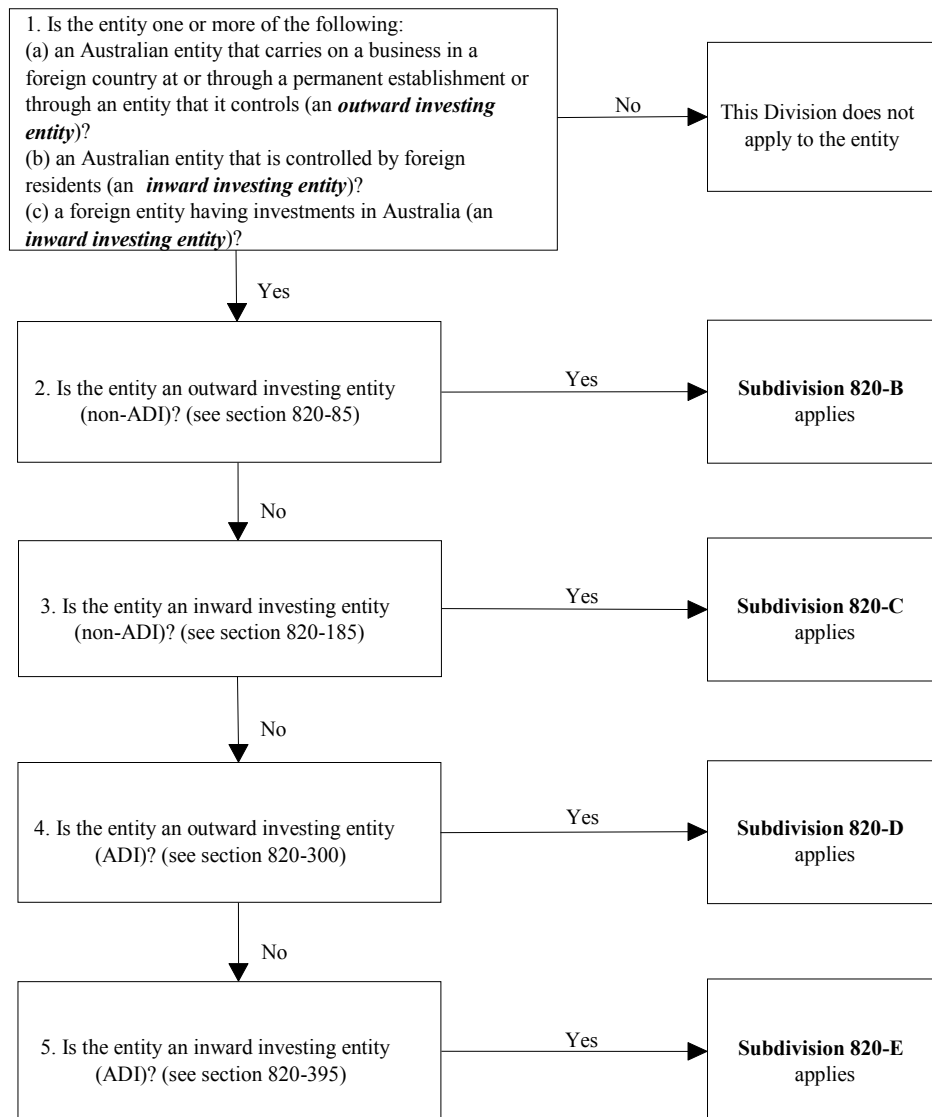 1. Is the entity one or more of the following:
(a) an Australian entity that carries on a business in a
foreign country at or through a permanent establishment or
through an entity that it controls (an outward investing
entity)?
(b) an Australian entity that is controlled by foreign
residents (an inward investing entity)?
(c) a foreign entity having investments in Australia (an
inward investing entity)?
No
This Division does not
apply to the entity
Yes
2. Is the entity an outward investing entity
(non-ADI)? (see section 820-85)
Yes
Subdivision 820-B
applies
No
3. Is the entity an inward investing entity
(non-ADI)? (see section 820-185)
Yes
Subdivision 820-C
applies
No
4. Is the entity an outward investing entity
(ADI)? (see section 820-300)
Yes
Subdivision 820-D
applies
No
5. Is the entity an inward investing entity
(ADI)? (see section 820-395)
Yes
Subdivision 820-E
applies